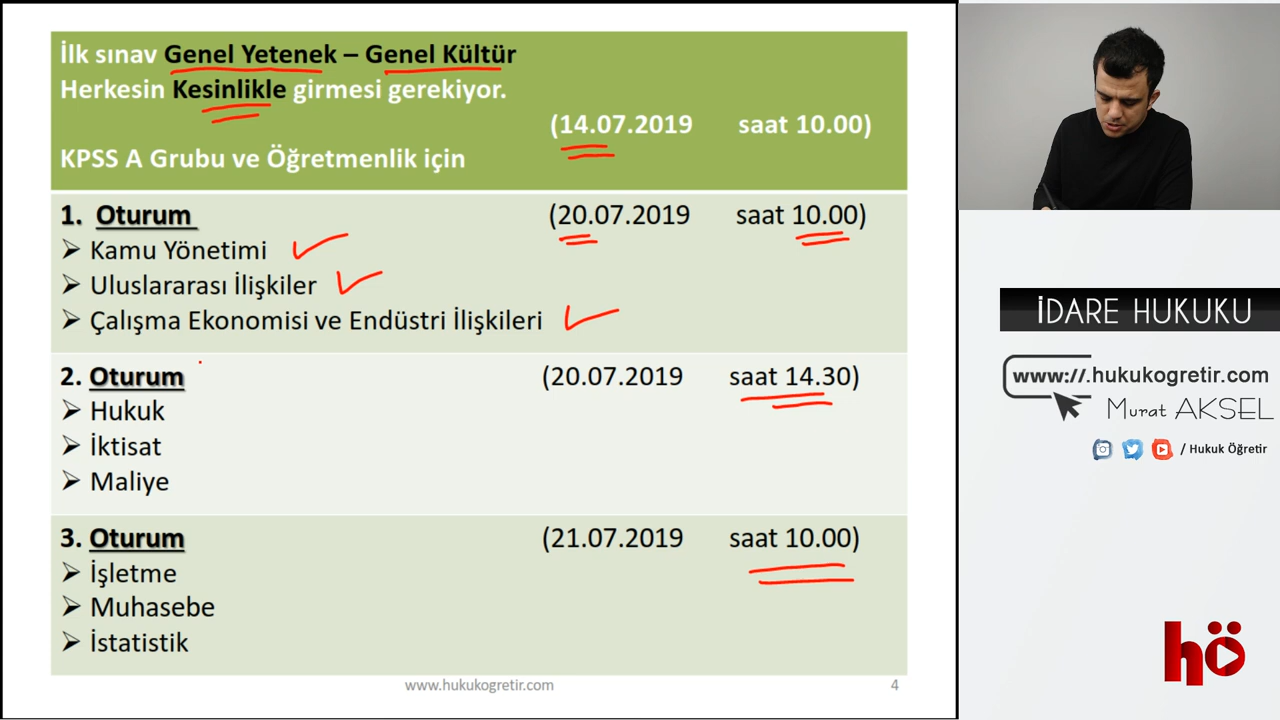 İlk sınav Genel Yetenek – Genel Kültür
Herkesin Kesinlikle girmesi gerekiyor.
(14.07.2019 saat 10.00)
KPSS A Grubu ve Öğretmenlik için
1. Oturum (20.07.2019 saat 10.00)
➢ Kamu Yönetimi
➢ Uluslararası İlişkiler
➢ Çalışma Ekonomisi ve Endüstri İlişkileri
2. Oturum (20.07.2019 saat 14.30)
➢ Hukuk
➢ İktisat
➢ Maliye
3. Oturum (21.07.2019 saat 10.00)
➢ İşletme
➢ Muhasebe
➢ İstatistik
www.hukukogretir.com 4
İDARE HUKUKU
www://.hukukogretir.com
Murat AKSEL
/ Hukuk Öğretir
hö